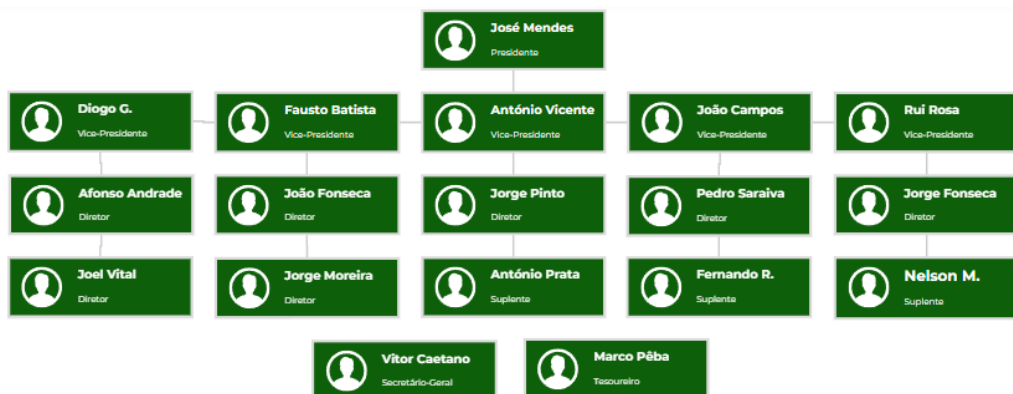 José Mendes
Presidente
Diogo G.
Vice-Presidente
Fausto Batista
Vice-Presidente
António Vicente
Vice-Presidente
João Campos
Vice-Presidente
Rui Rosa
Vice-Presidente
Afonso Andrade
Diretor
João Fonseca
Diretor
Jorge Pinto
Diretor
Pedro Saraiva
Diretor
Jorge Fonseca
Diretor
Joel Vital
Diretor
Jorge Moreira
Diretor
António Prata
Suplente
Fernando R.
Suplente
Nelson M.
Suplente
Vitor Caetano
Secretário-Geral
Marco Pêba
Tesoureiro